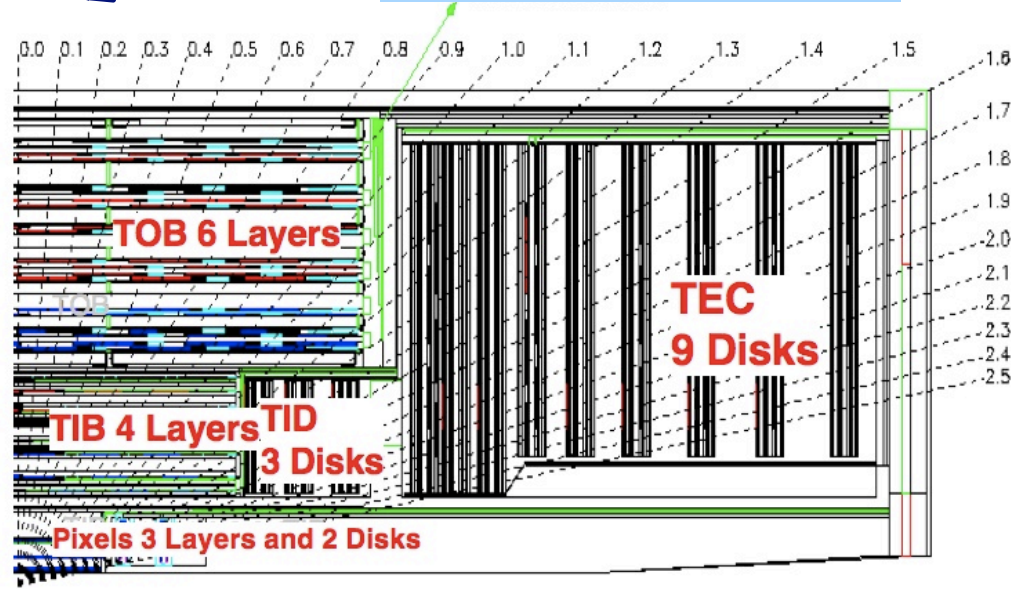 0.0 0.1 0.2 0.3 0.4 0.5 0.6 0.7 0.8 0.9 1.0 1.1 1.2 1.3 1.4 1.5
1.6
1.7
1.8
1.9
2.0
2.1
2.2
2.3
2.4
2.5
TOB 6 Layers
TEC
9 Disks
TOB
TIB 4 Layers
TID
3 Disks
Pixels 3 Layers and 2 Disks